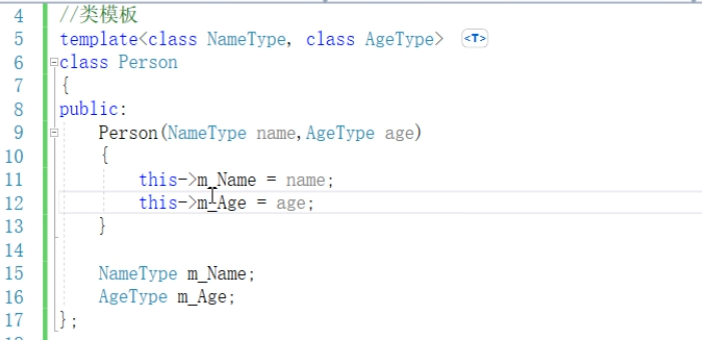 4 //类模板
5 template<class NameType, class AgeType> <T>
6 class Person
7 {
8 public:
9 Person(NameType name,AgeType age)
10 {
11 this->m_Name = name;
12 this->m_Age = age;
13 }
14
15 NameType m_Name;
16 AgeType m_Age;
17 };